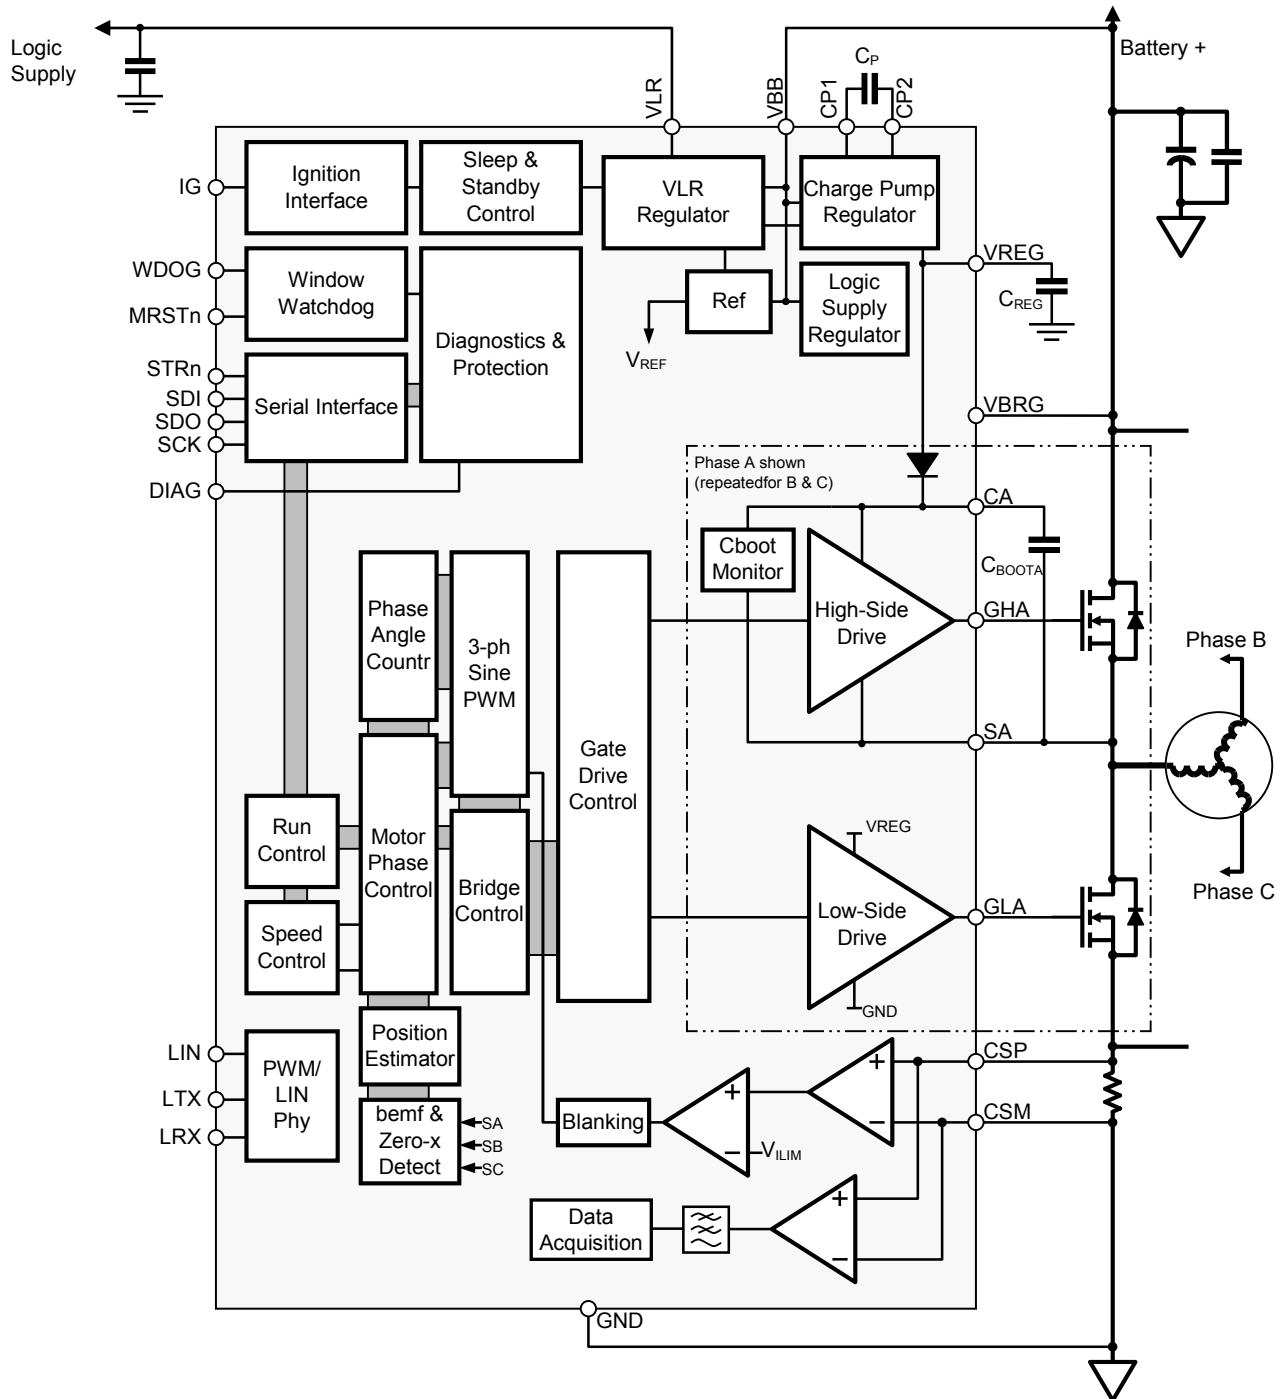 Logic
Supply
Battery +
VLR
VBB
CP
CP1
CP2
IG
Ignition
Interface
Sleep &
Standby
Control
VLR
Regulator
Charge Pump
Regulator
WDOG
MRSTn
Window
Watchdog
Diagnostics &
Protection
Ref
VREF
Logic
Supply
Regulator
VREG
CREG
STRn
SDI
SDO
SCK
Serial Interface
DIAG
VBRG
Phase A shown
(repeatedfor B & C)
CA
Cboot
Monitor
CBOOTA
High-Side
Drive
GHA
SA
Phase B
Phase C
Phase
Angle
Countr
3-ph
Sine
PWM
Gate
Drive
Control
Run
Control
Motor
Phase
Control
Bridge
Control
Speed
Control
VREG
Low-Side
Drive
GLA
GND
Position
Estimator
LIN
LTX
LRX
PWM/
LIN
Phy
bemf &
Zero-x
Detect
SA
SB
SC
Blanking
+
−
VILIM
+
−
CSP
CSM
Data
Acquisition
+
−
GND